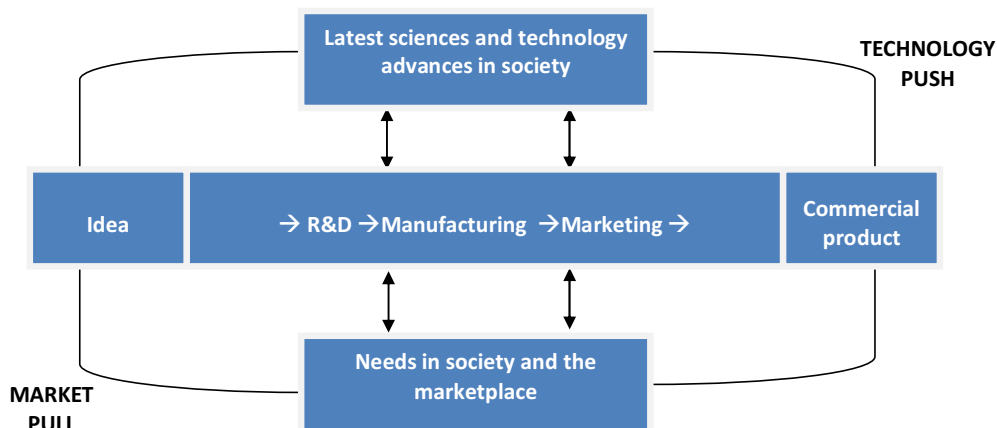 Latest sciences and technology
advances in society
TECHNOLOGY
PUSH
Idea
→ R&D →Manufacturing →Marketing →
Commercial
product
Needs in society and the
marketplace
MARKET
PULL